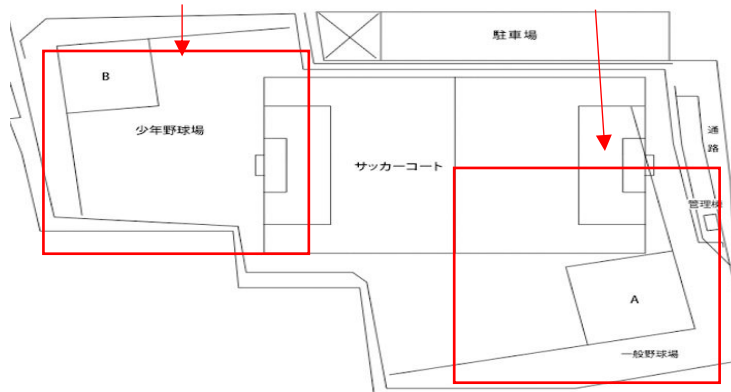 駐車場
B
少年野球場
サッカーコート
通路
管理棟
A
一般野球場